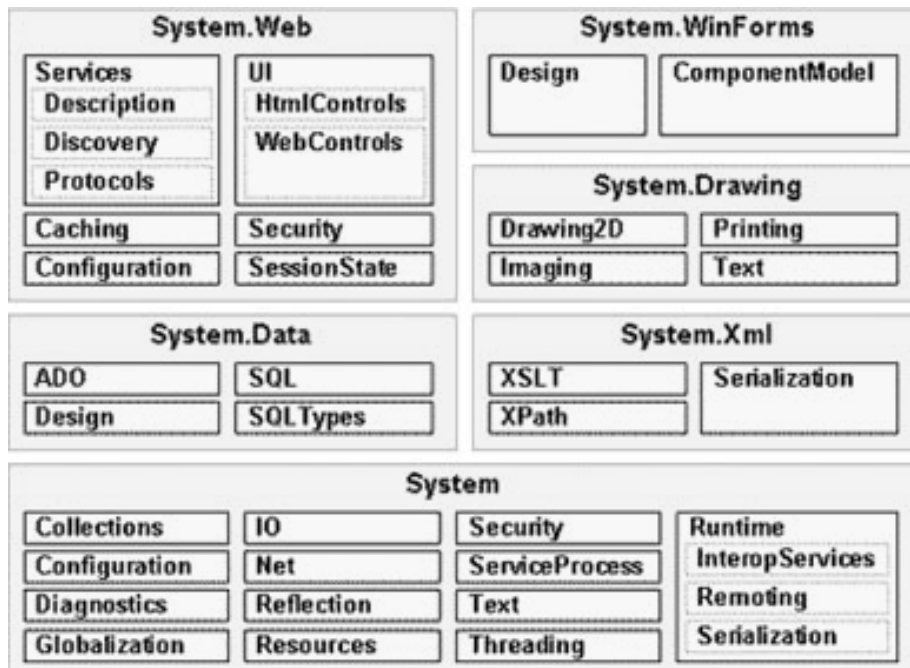 System.Web
Services
Description
Discovery
Protocols
UI
HtmlControls
WebControls
Caching
Security
Configuration
SessionState
System.WinForms
Design
ComponentModel
System.Drawing
Drawing2D
Printing
Imaging
Text
System.Data
ADO
SQL
Design
SQLTypes
System.Xml
XSLT
Serialization
XPath
System
Collections
Configuration
Diagnostics
Globalization
IO
Net
Reflection
Resources
Security
ServiceProcess
Text
Threading
Runtime
InteropServices
Remoting
Serialization